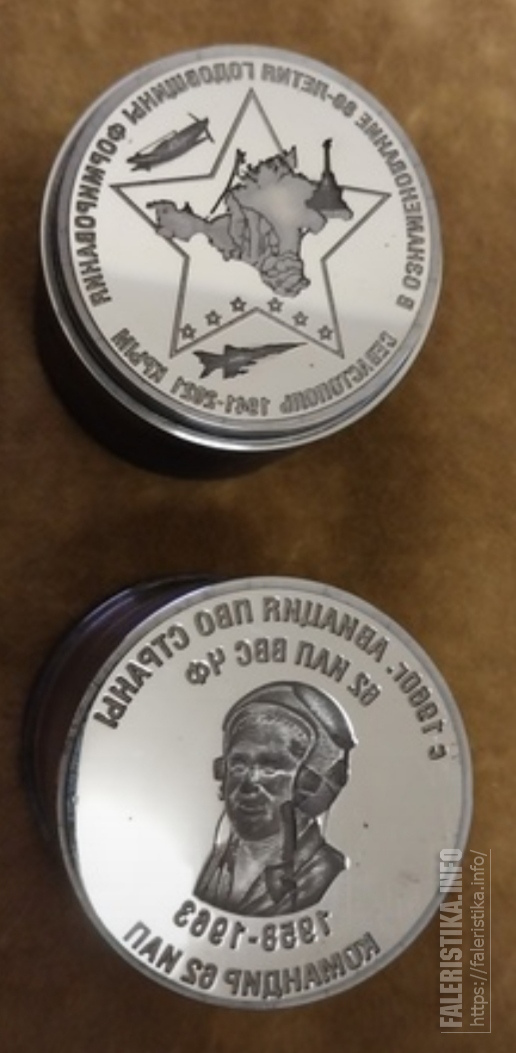 В ОЗНАМЕНОВАНИЕ 80-ЛЕТИЯ ГОДОВЩИНЫ ФОРМИРОВАНИЯ
СЕВАСТОПОЛЬ 1941-2021 КРЫМ
с 1960г. АВИАЦИЯ ПВО СТРАНЫ
62 ИАП ВВС ЧФ
1959-1963
КОМАНДИР 62 ИАП
FALERISTIKA.INFO
https://faleristika.info/